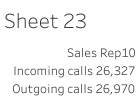 Sheet 23
Sales Rep10
Incoming calls 26,327
Outgoing calls 26,970